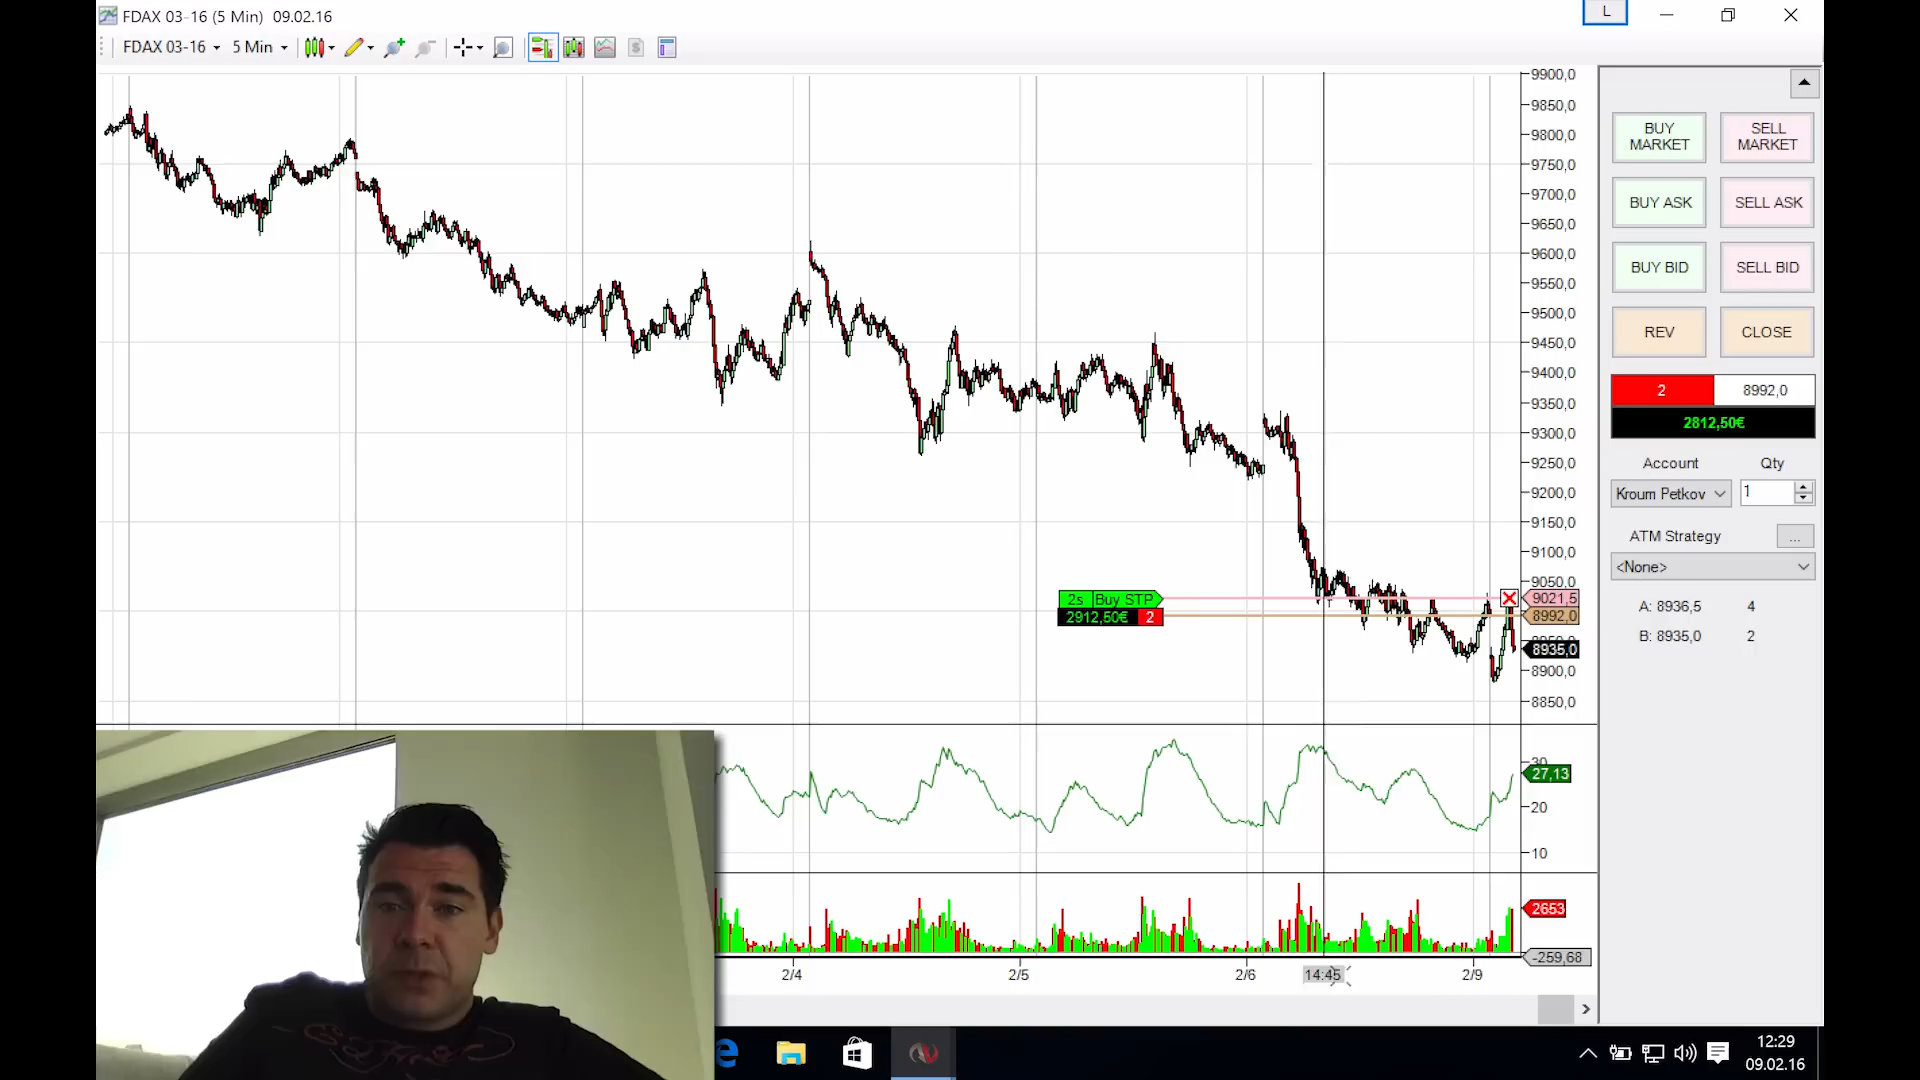 FDAX 03-16 (5 Min) 09.02.16
L
FDAX 03-16 5 Min
9900,0
9850,0
9800,0
9750,0
9700,0
9650,0
9600,0
9550,0
9500,0
9450,0
9400,0
9350,0
9300,0
9250,0
9200,0
9150,0
9100,0
9050,0
2s Buy STP 9021,5
2912,50€ 2 8992,0
8935,0
8900,0
8850,0
30
27,13
20
10
2653
-259,68
2/4 2/5 2/6 14:45 2/9
BUY MARKET
SELL MARKET
BUY ASK SELL ASK
BUY BID SELL BID
REV CLOSE
2 8992,0
2812,50€
Account Qty
Kroum Petkov 1
ATM Strategy ...
<None>
A: 8936,5 4
B: 8935,0 2
12:29
09.02.16